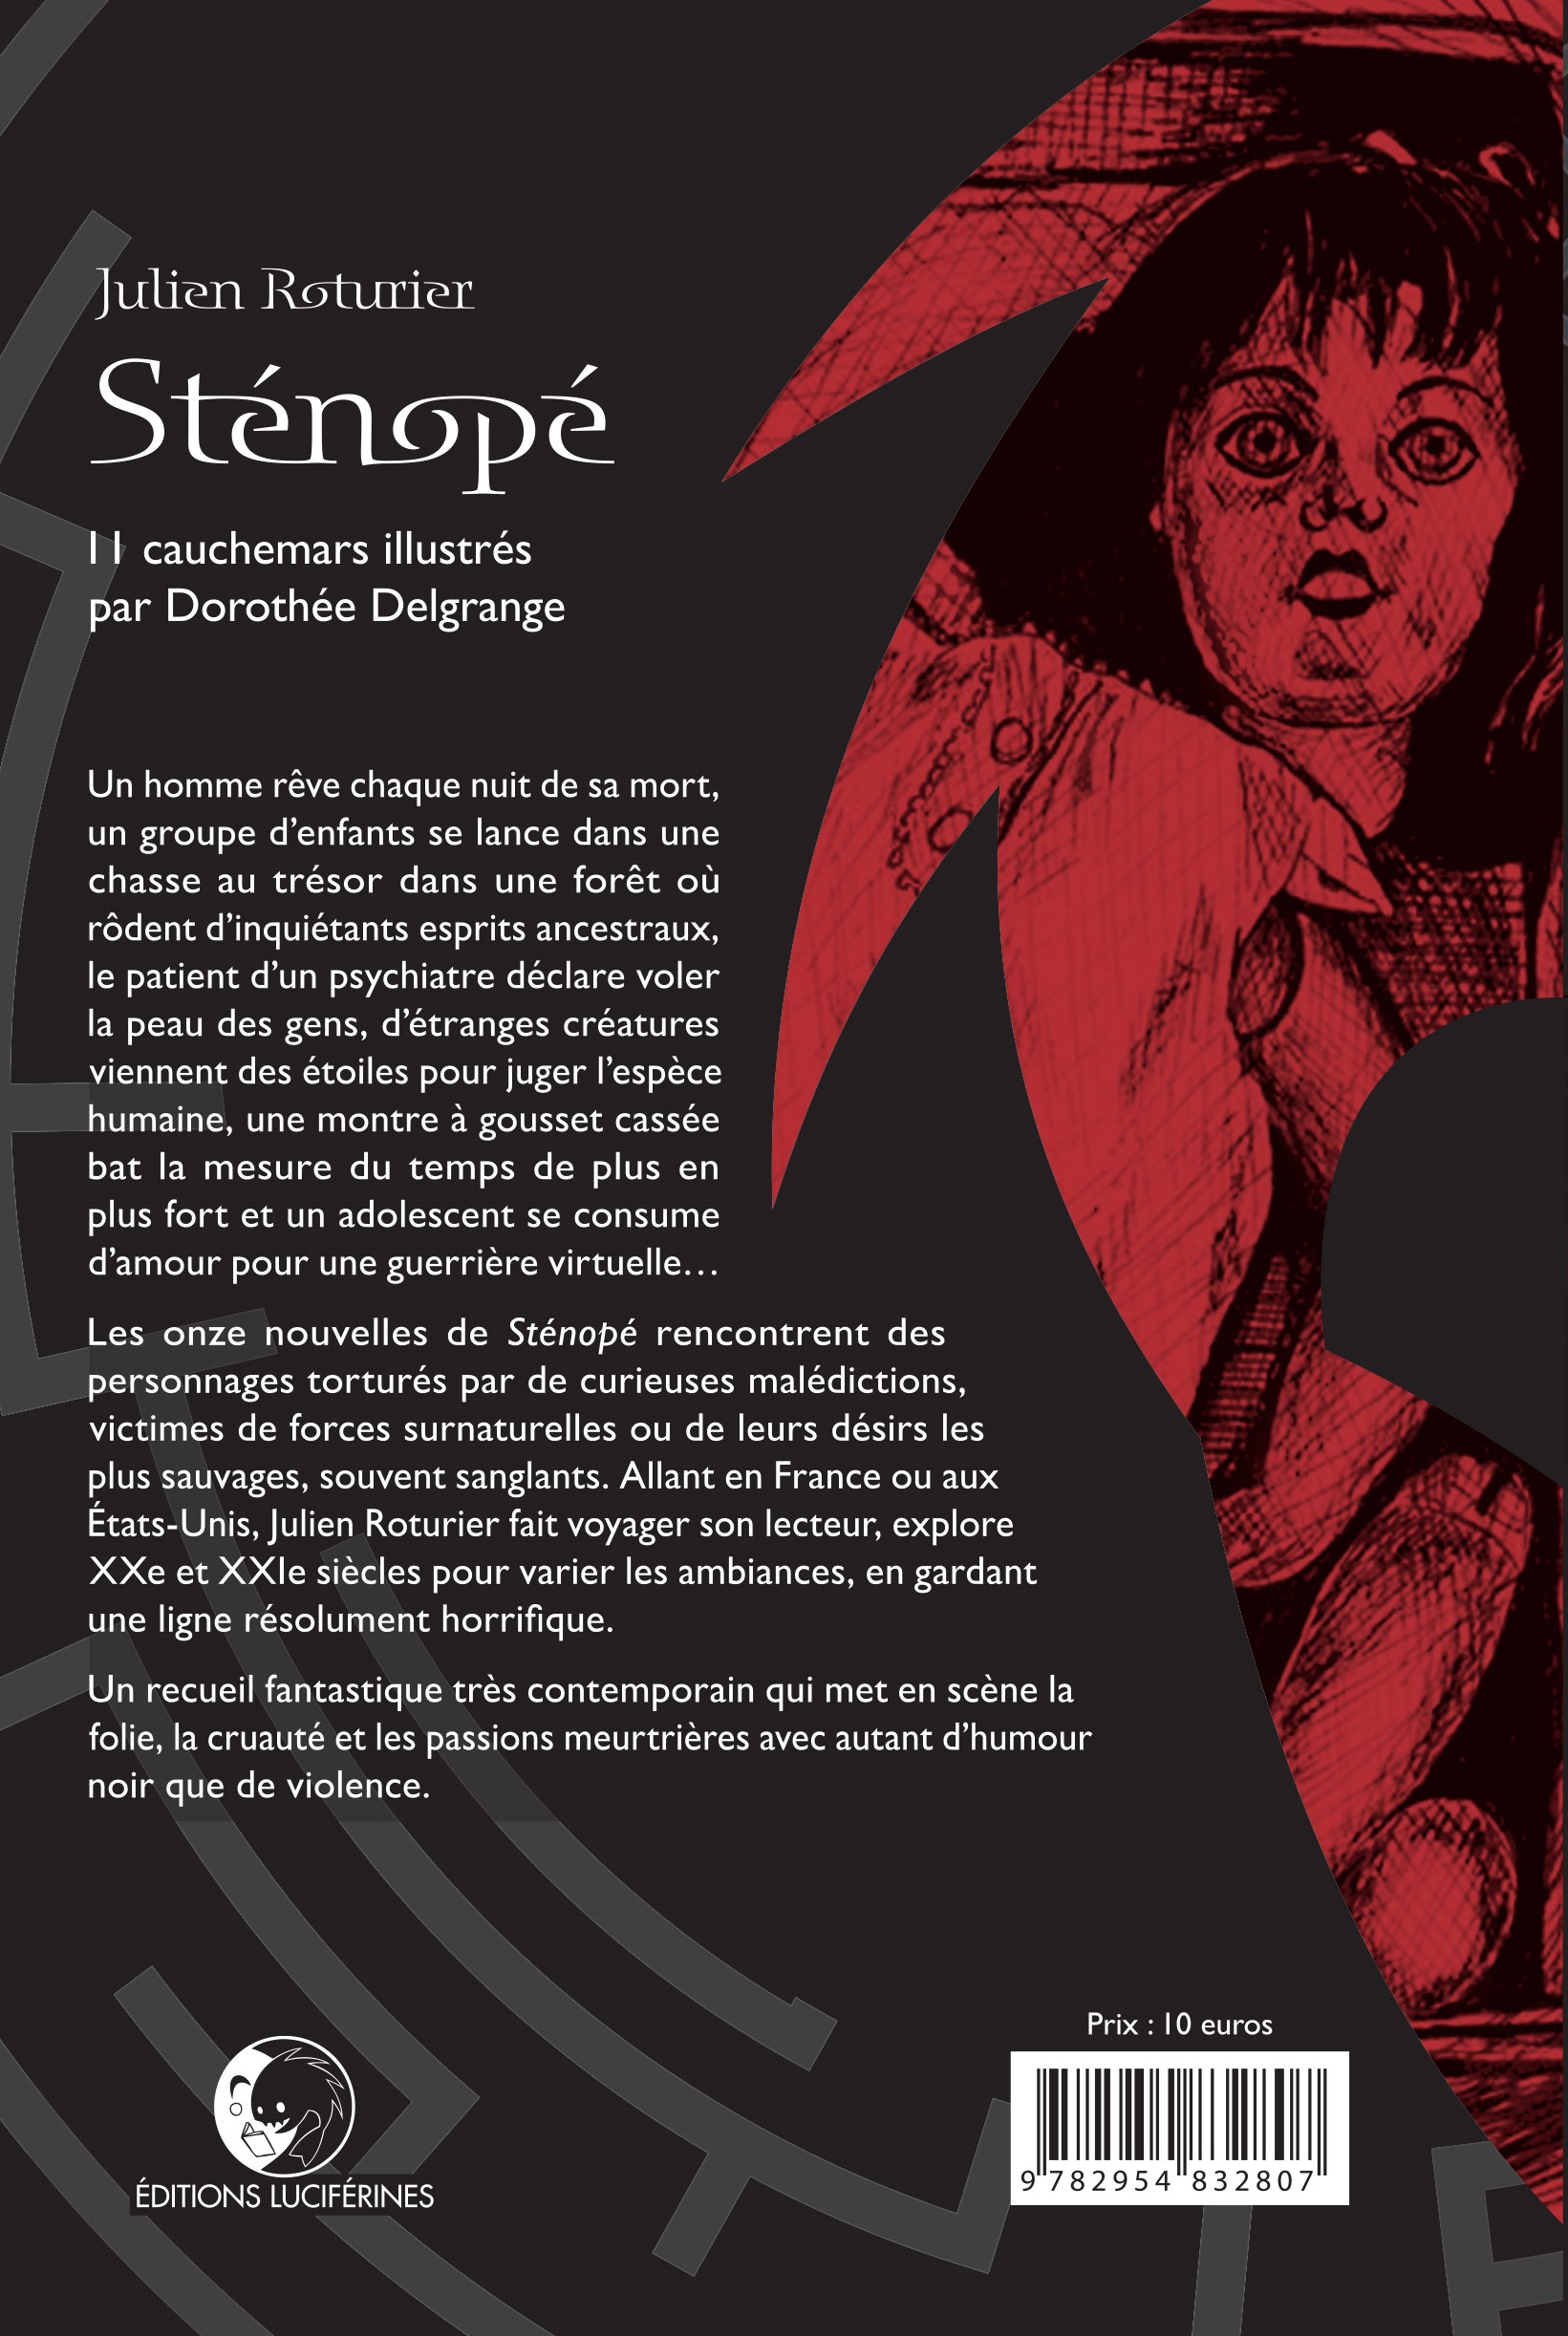 Julien Roturier
Sténopé
11 cauchemars illustrés
par Dorothée Delgrange
Un homme rêve chaque nuit de sa mort,
un groupe d’enfants se lance dans une
chasse au trésor dans une forêt où
rôdent d’inquiétants esprits ancestraux,
le patient d’un psychiatre déclare voler
la peau des gens, d’étranges créatures
viennent des étoiles pour juger l’espèce
humaine, une montre à gousset cassée
bat la mesure du temps de plus en
plus fort et un adolescent se consume
d’amour pour une guerrière virtuelle…
Les onze nouvelles de Sténopé rencontrent des
personnages torturés par de curieuses malédictions,
victimes de forces surnaturelles ou de leurs désirs les
plus sauvages, souvent sanglants. Allant en France ou aux
États-Unis, Julien Roturier fait voyager son lecteur, explore
XXe et XXIe siècles pour varier les ambiances, en gardant
une ligne résolument horrifique.
Un recueil fantastique très contemporain qui met en scène la
folie, la cruauté et les passions meurtrières avec autant d’humour
noir que de violence.
Prix : 10 euros
9 782954 832807
ÉDITIONS LUCIFÉRINES